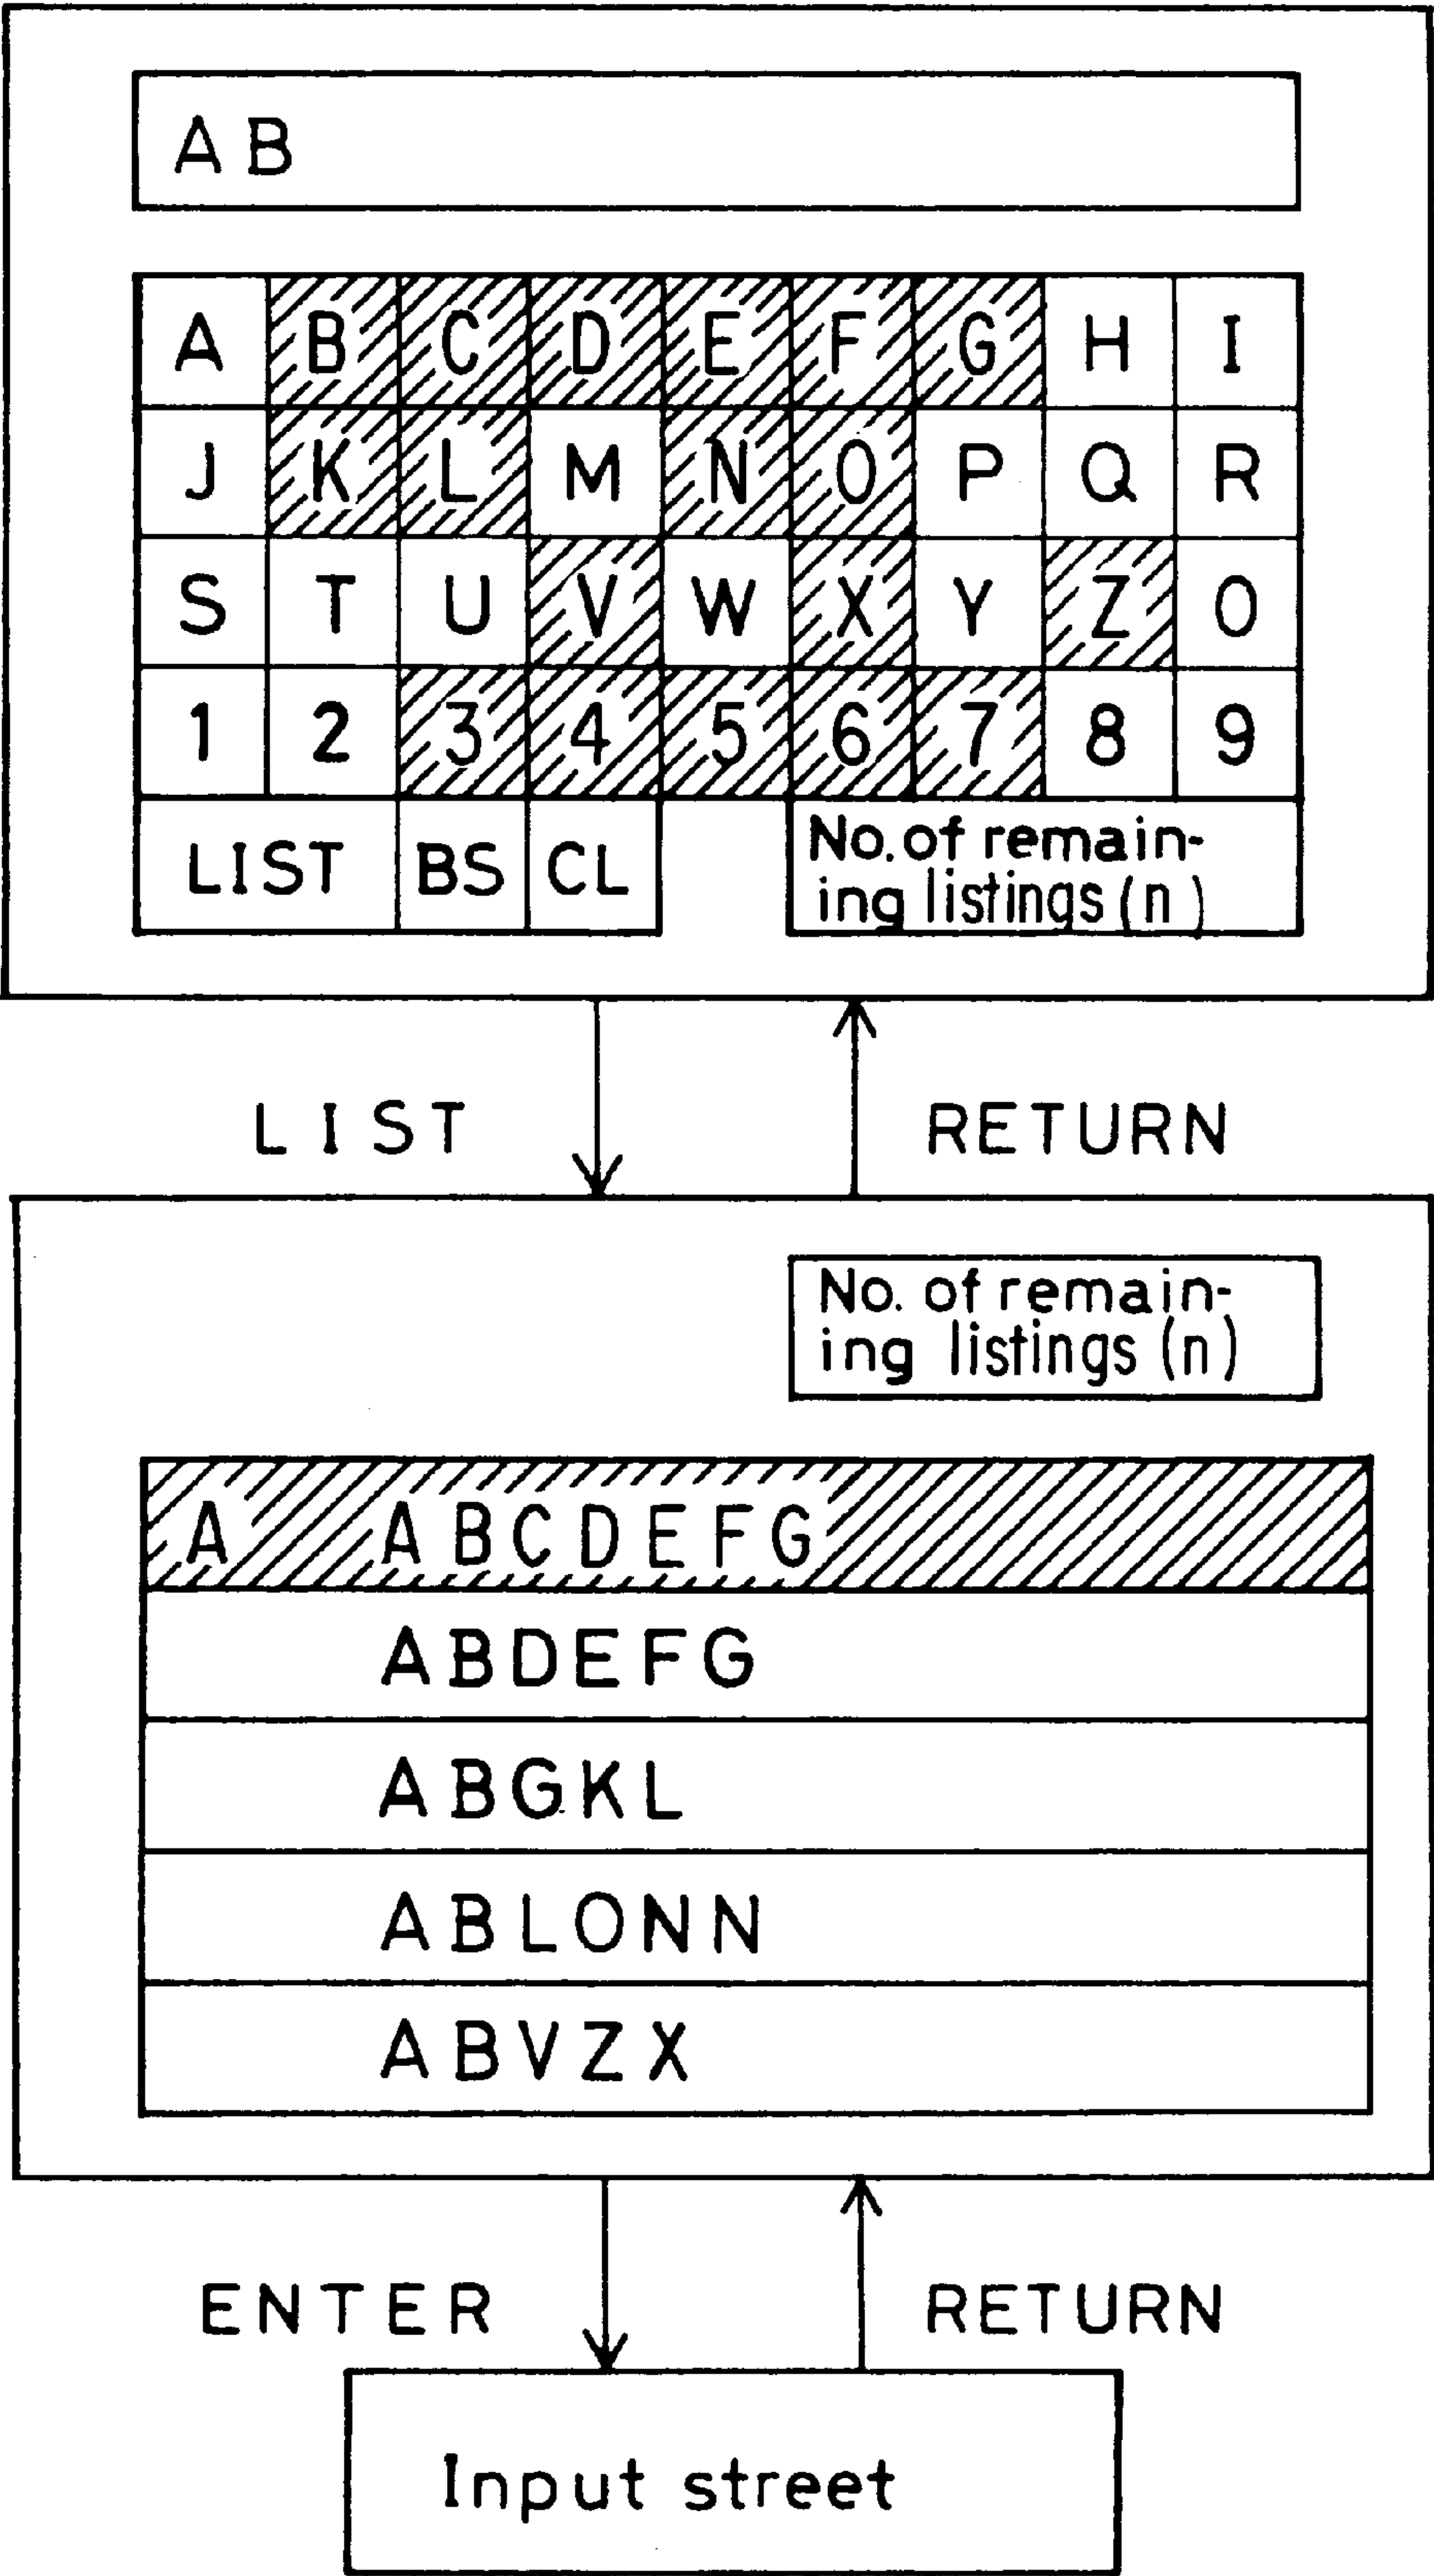 AB
A B C D E F G H I
J K L M N O P Q R
S T U V W X Y Z 0
1 2 3 4 5 6 7 8 9
LIST BS CL
No. of remain-
ing listings (n)
LIST RETURN
No. of remain-
ing listings (n)
A ABCDEFG
ABDEFG
ABGKL
ABLONN
ABVZX
ENTER RETURN
Input street